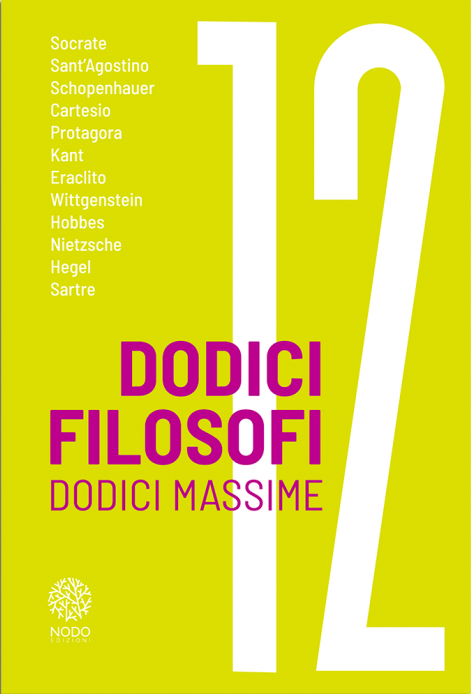 Socrate
Sant'Agostino
Schopenhauer
Cartesio
Protagora
Kant
Eraclito
Wittgenstein
Hobbes
Nietzsche
Hegel
Sartre
12
DODICI
FILOSOFI
DODICI MASSIME
NODO
EDIZIONI